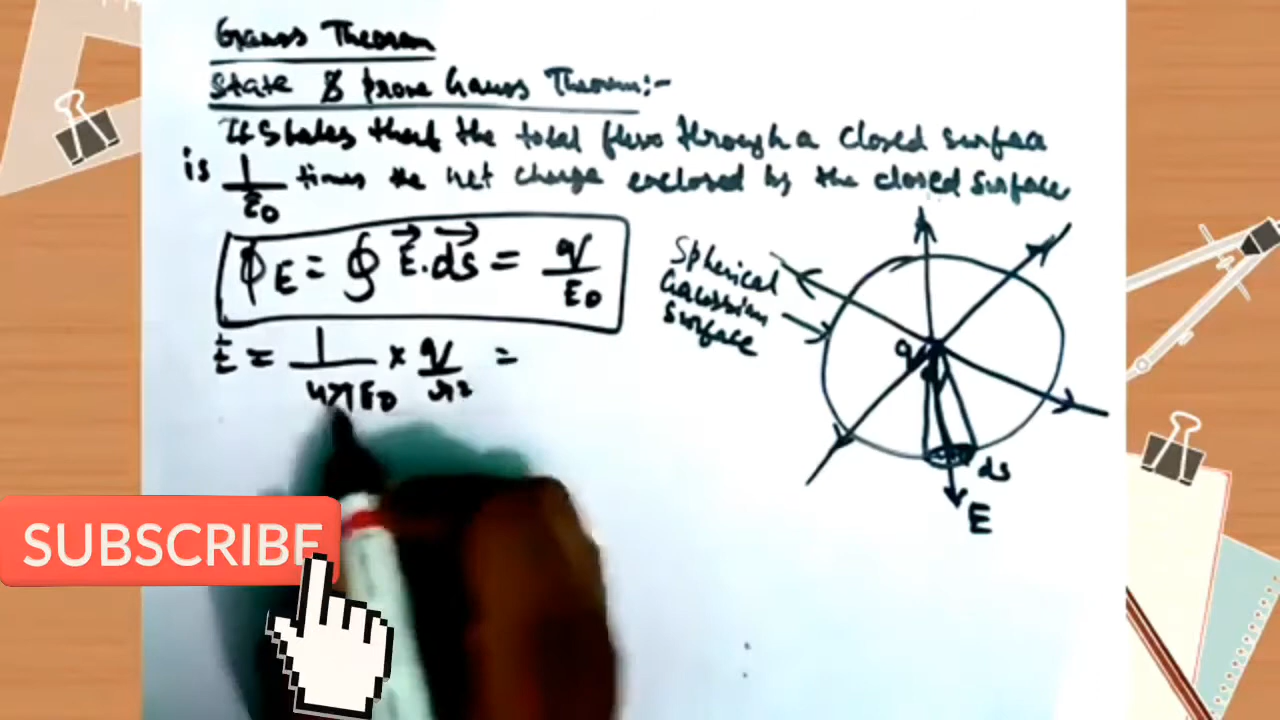 Gauss Theorem
State & prove Gauss Theorem:-
It states that the total flux through a closed surface
is 1/ε0 times the net charge enclosed by the closed surface
ϕE = ∮ E⃗.ds⃗ = q/ε0
E = 1/4πε0 × q/r2 =
Spherical
Gaussian
Surface
q
ds
E
SUBSCRIBE